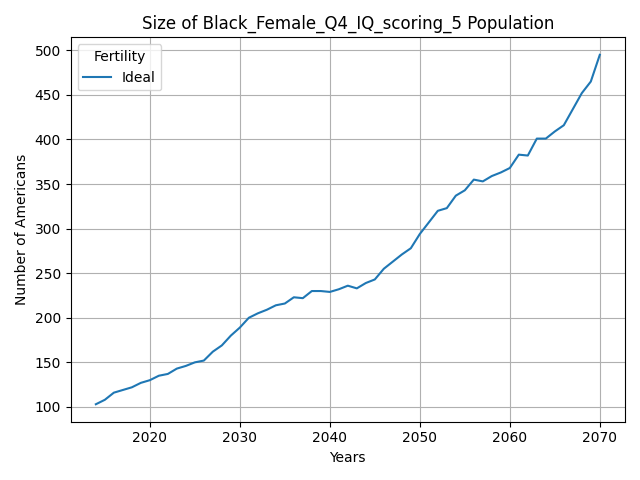 Size of Black_Female_Q4_IQ_scoring_5 Population
Fertility
Ideal
Number of Americans
500
450
400
350
300
250
200
150
100
2020 2030 2040 2050 2060 2070
Years